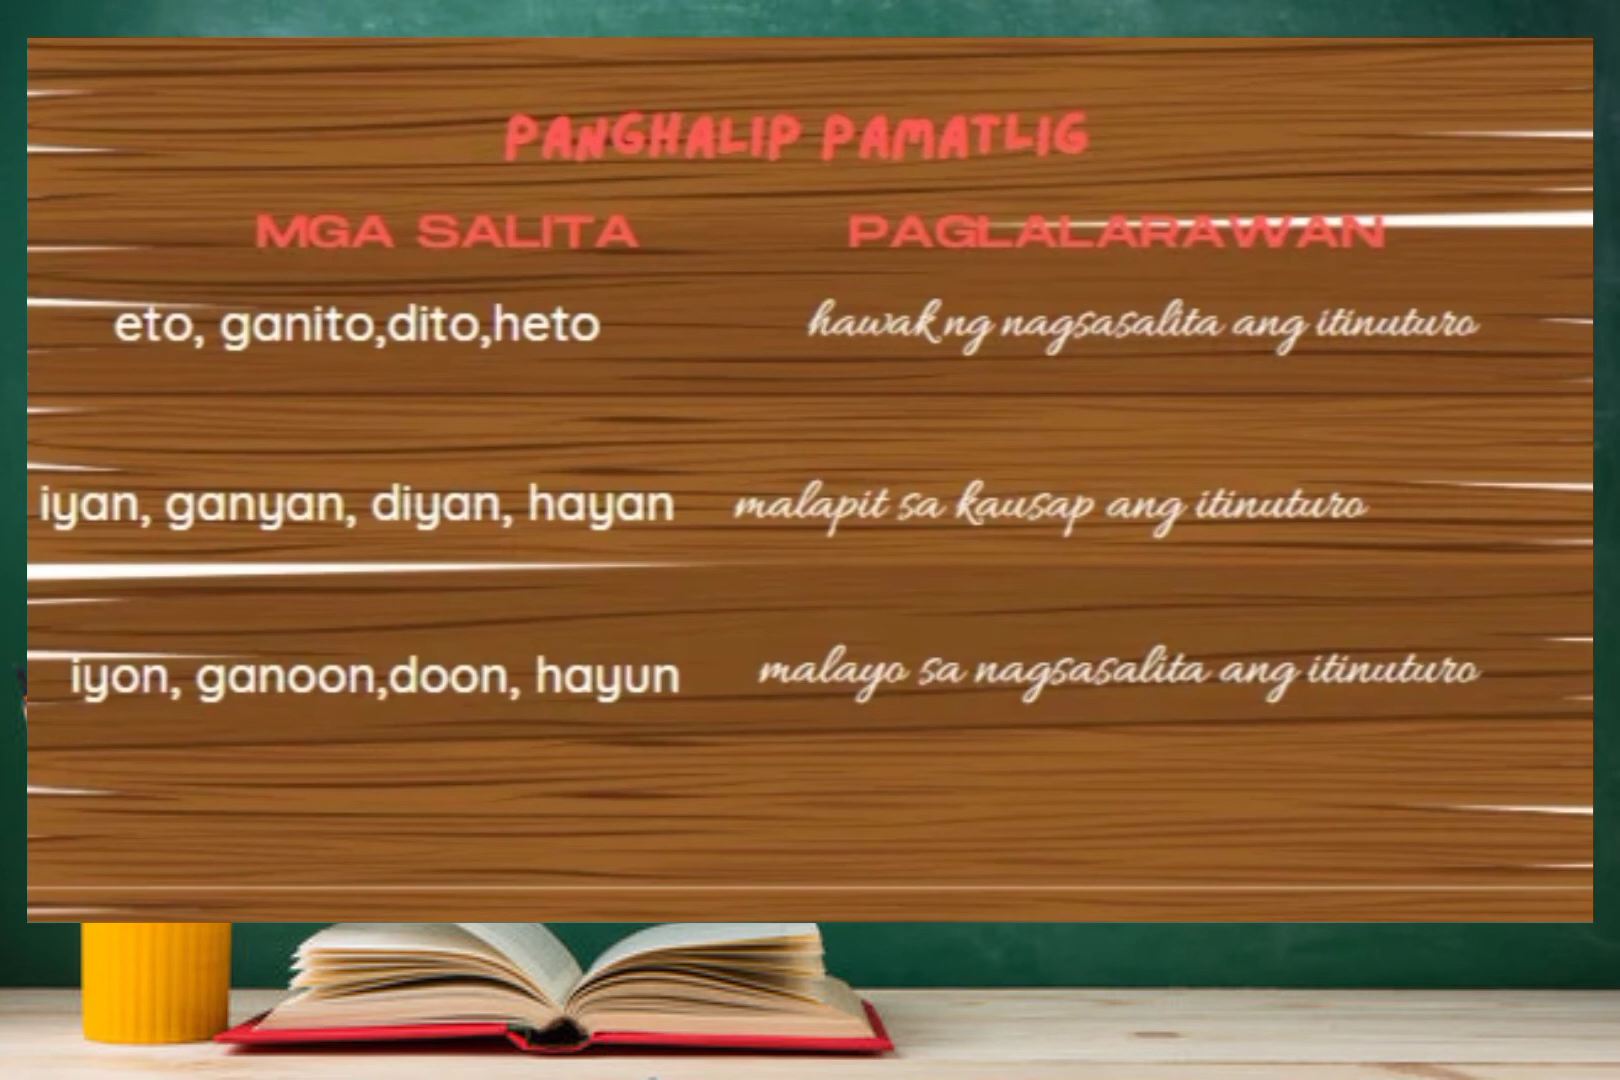 PANGHALIP PAMATLIG
MGA SALITA PAGLALARAWAN
eto, ganito,dito,heto hawak ng nagsasalita ang itinuturo
iyan, ganyan, diyan, hayan malapit sa kausap ang itinuturo
iyon, ganoon,doon, hayun malayo sa nagsasalita ang itinuturo